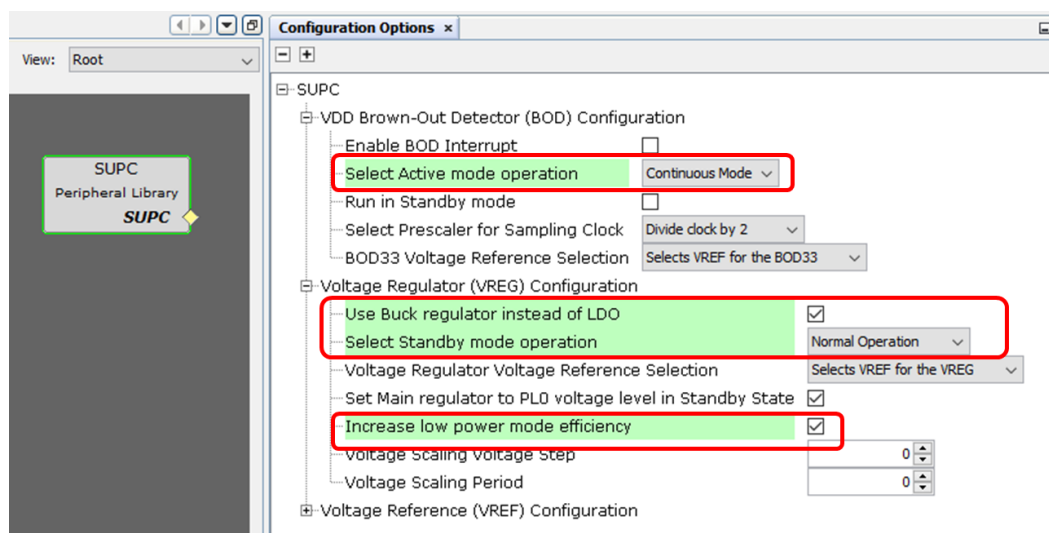 Configuration Options ×
View: Root
SUPC
Peripheral Library
SUPC
SUPC
VDD Brown-Out Detector (BOD) Configuration
Enable BOD Interrupt
Select Active mode operation Continuous Mode
Run in Standby mode
Select Prescaler for Sampling Clock Divide clock by 2
BOD33 Voltage Reference Selection Selects VREF for the BOD33
Voltage Regulator (VREG) Configuration
Use Buck regulator instead of LDO
Select Standby mode operation Normal Operation
Voltage Regulator Voltage Reference Selection Selects VREF for the VREG
Set Main regulator to PL0 voltage level in Standby State
Increase low power mode efficiency
Voltage Scaling Voltage Step 0
Voltage Scaling Period 0
Voltage Reference (VREF) Configuration